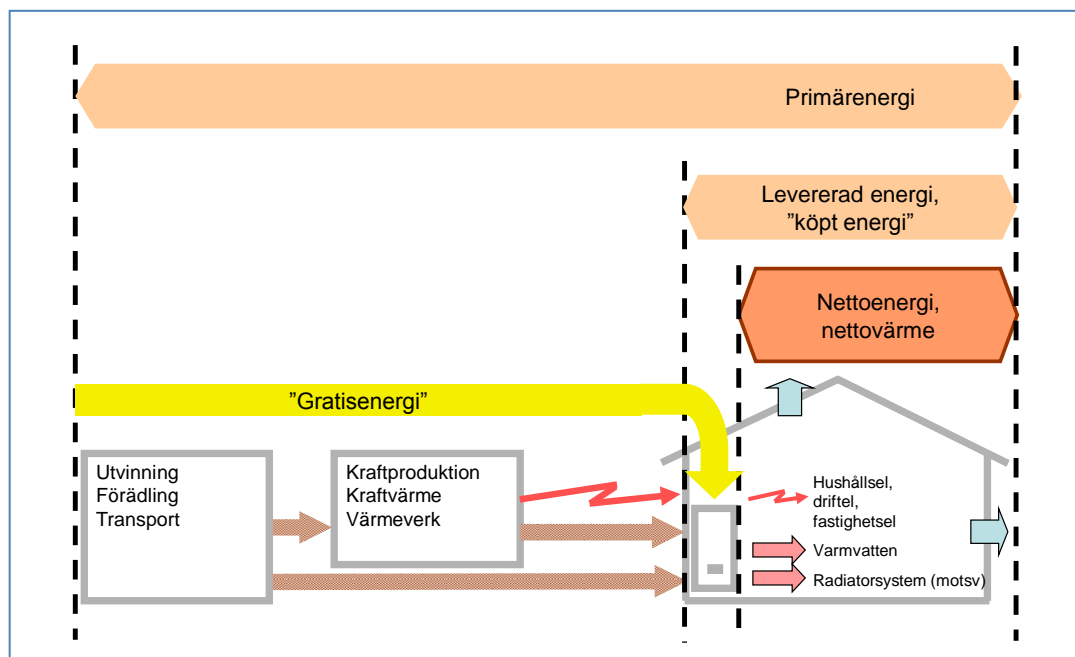 Primärenergi
Levererad energi,
”köpt energi”
Nettoenergi,
nettovärme
”Gratisenergi”
Utvinning
Förädling
Transport
Kraftproduktion
Kraftvärme
Värmeverk
Hushållsel,
driftel,
fastighetsel
Varmvatten
Radiatorsystem (motsv)